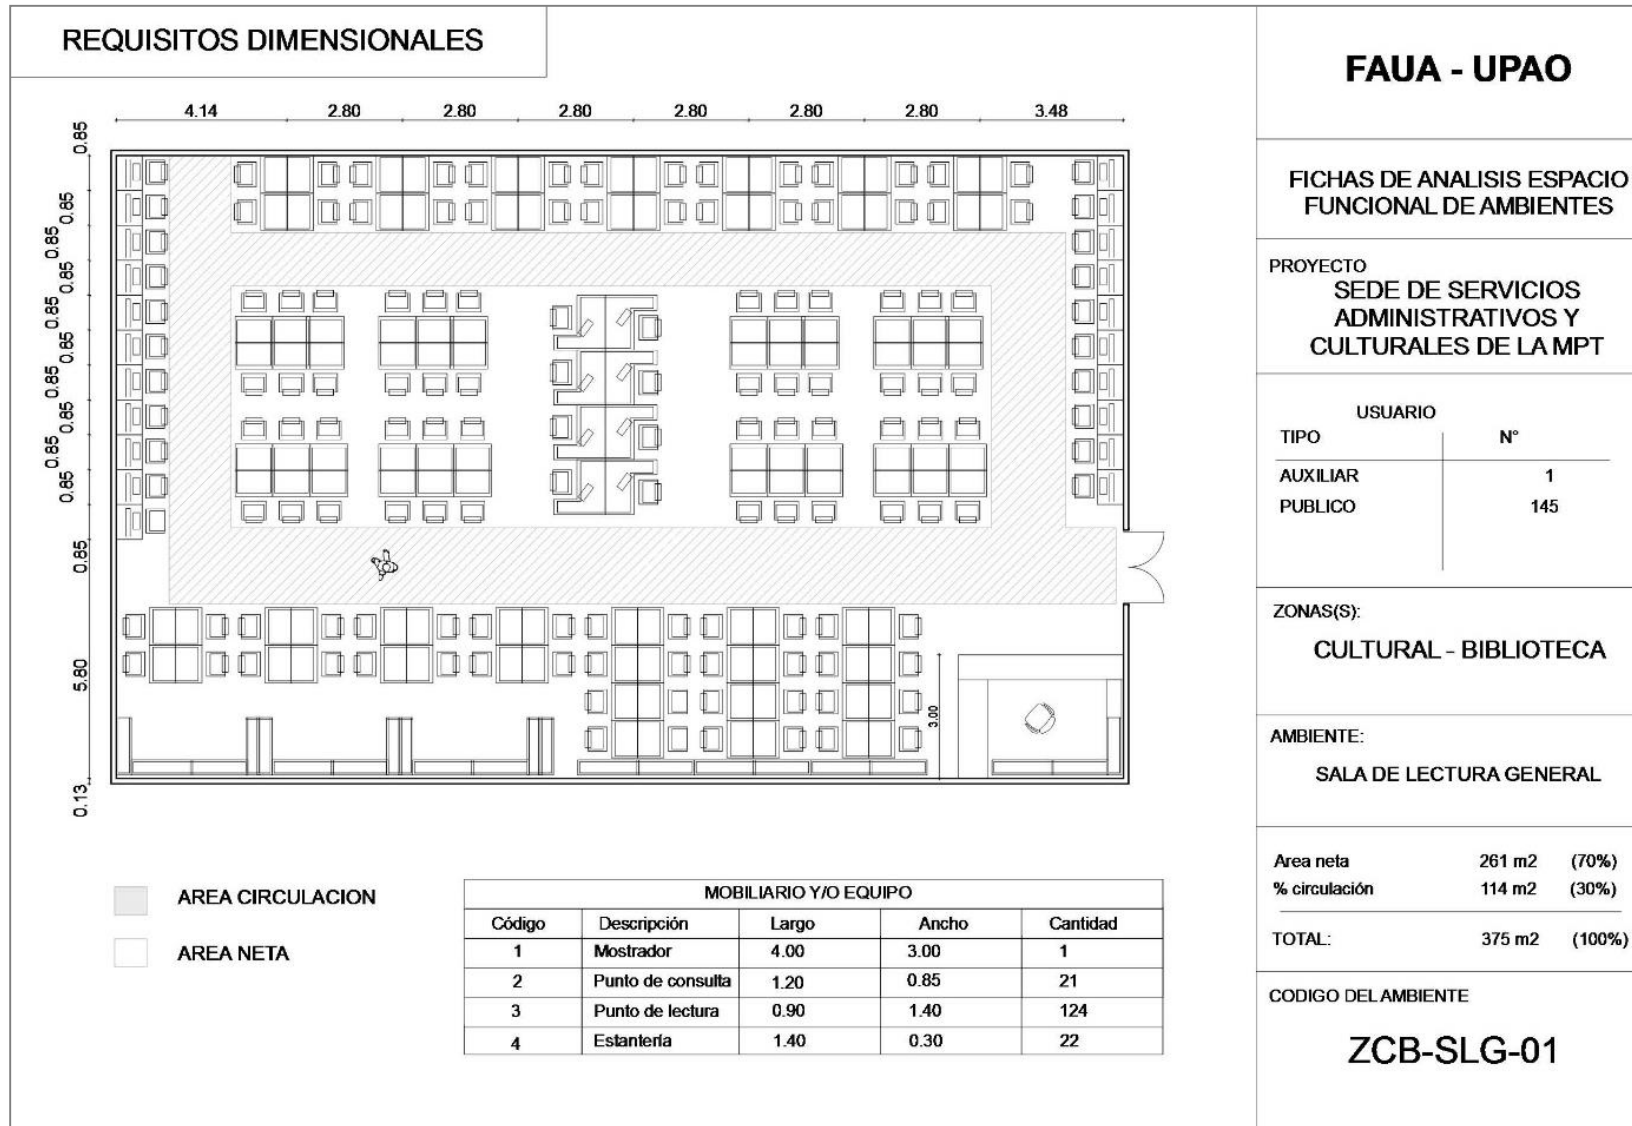 REQUISITOS DIMENSIONALES
4.14 2.80 2.80 2.80 2.80 2.80 2.80 3.48
0.85
0.85
0.85
0.85
0.85
0.85
0.85
0.85
0.85
0.85
0.85
5.80
0.13
3.00
AREA CIRCULACION
AREA NETA
MOBILIARIO Y/O EQUIPO
Código Descripción Largo Ancho Cantidad
1 Mostrador 4.00 3.00 1
2 Punto de consulta 1.20 0.85 21
3 Punto de lectura 0.90 1.40 124
4 Estantería 1.40 0.30 22
FAUA - UPAO
FICHAS DE ANALISIS ESPACIO
FUNCIONAL DE AMBIENTES
PROYECTO
SEDE DE SERVICIOS
ADMINISTRATIVOS Y
CULTURALES DE LA MPT
USUARIO
TIPO N°
AUXILIAR 1
PUBLICO 145
ZONAS(S):
CULTURAL - BIBLIOTECA
AMBIENTE:
SALA DE LECTURA GENERAL
Area neta 261 m2 (70%)
% circulación 114 m2 (30%)
TOTAL: 375 m2 (100%)
CODIGO DEL AMBIENTE
ZCB-SLG-01